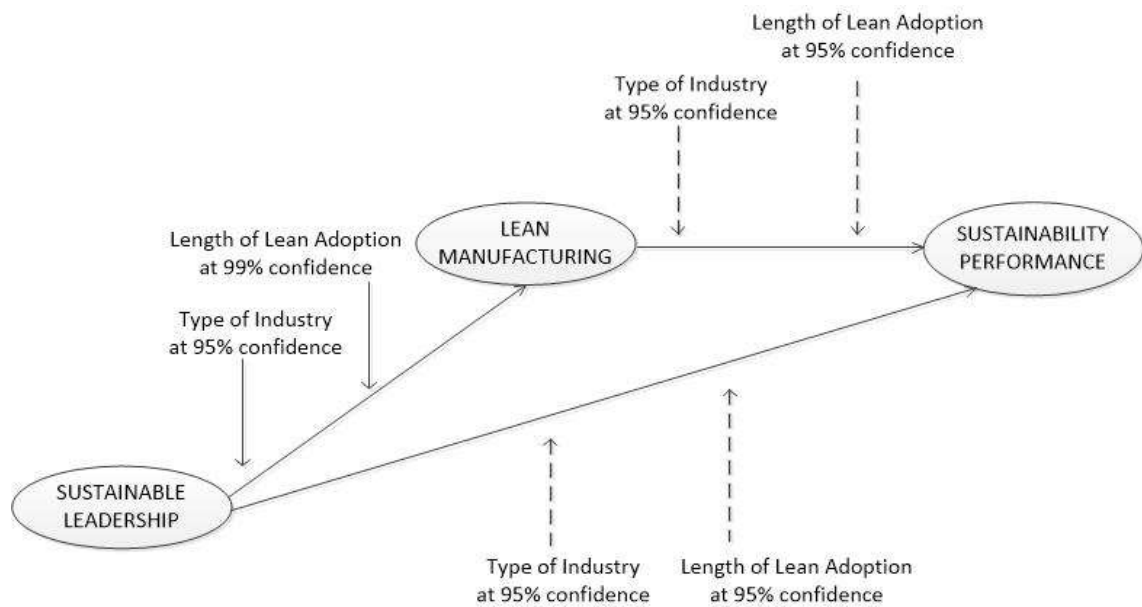 Length of Lean Adoption
at 95% confidence
Type of Industry
at 95% confidence
LEAN
MANUFACTURING
SUSTAINABILITY
PERFORMANCE
Length of Lean Adoption
at 99% confidence
Type of Industry
at 95% confidence
SUSTAINABLE
LEADERSHIP
Type of Industry
at 95% confidence
Length of Lean Adoption
at 95% confidence